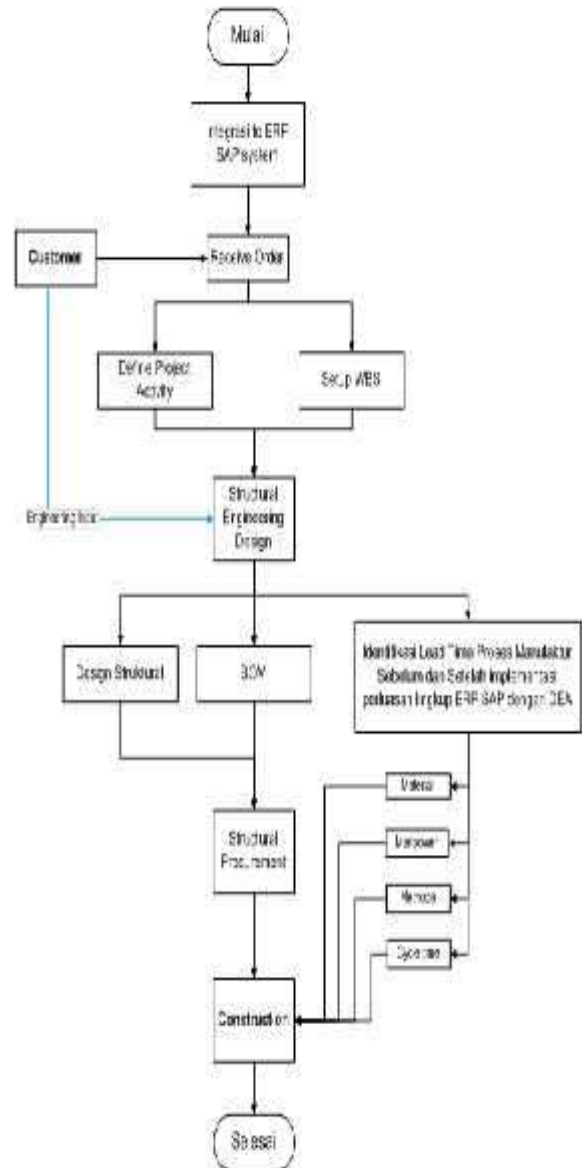 Mulai
Integrasi to ERP
SAP system
Customer
Receive Order
Define Project
Activity
Setup WBS
Structural
Engineering
Design
Engineering
Design Struktural
BOM
Identifikasi Lead Time Proses Manufaktur
Sebelum dan Setelah Implementasi
perluasan lingkup ERP SAP dengan DEA
Material
Manpower
Structural
Procurement
Cycle time
Construction
Selesai